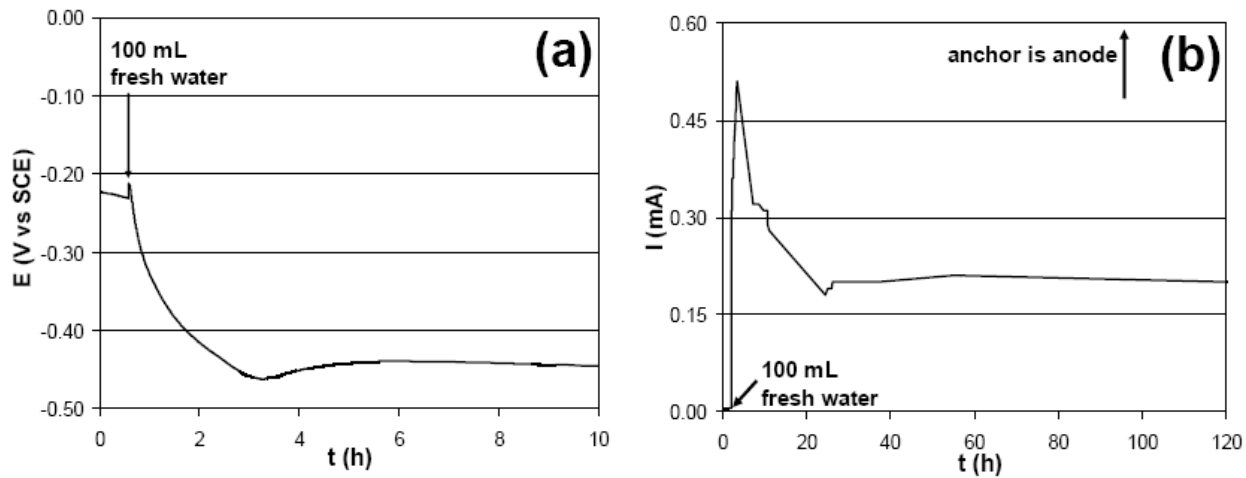 (a)
100 mL
fresh water
E (V vs SCE)
0.00
-0.10
-0.20
-0.30
-0.40
-0.50
0 2 4 6 8 10
t (h)
(b)
anchor is anode
100 mL
fresh water
I (mA)
0.60
0.45
0.30
0.15
0.00
0 20 40 60 80 100 120
t (h)